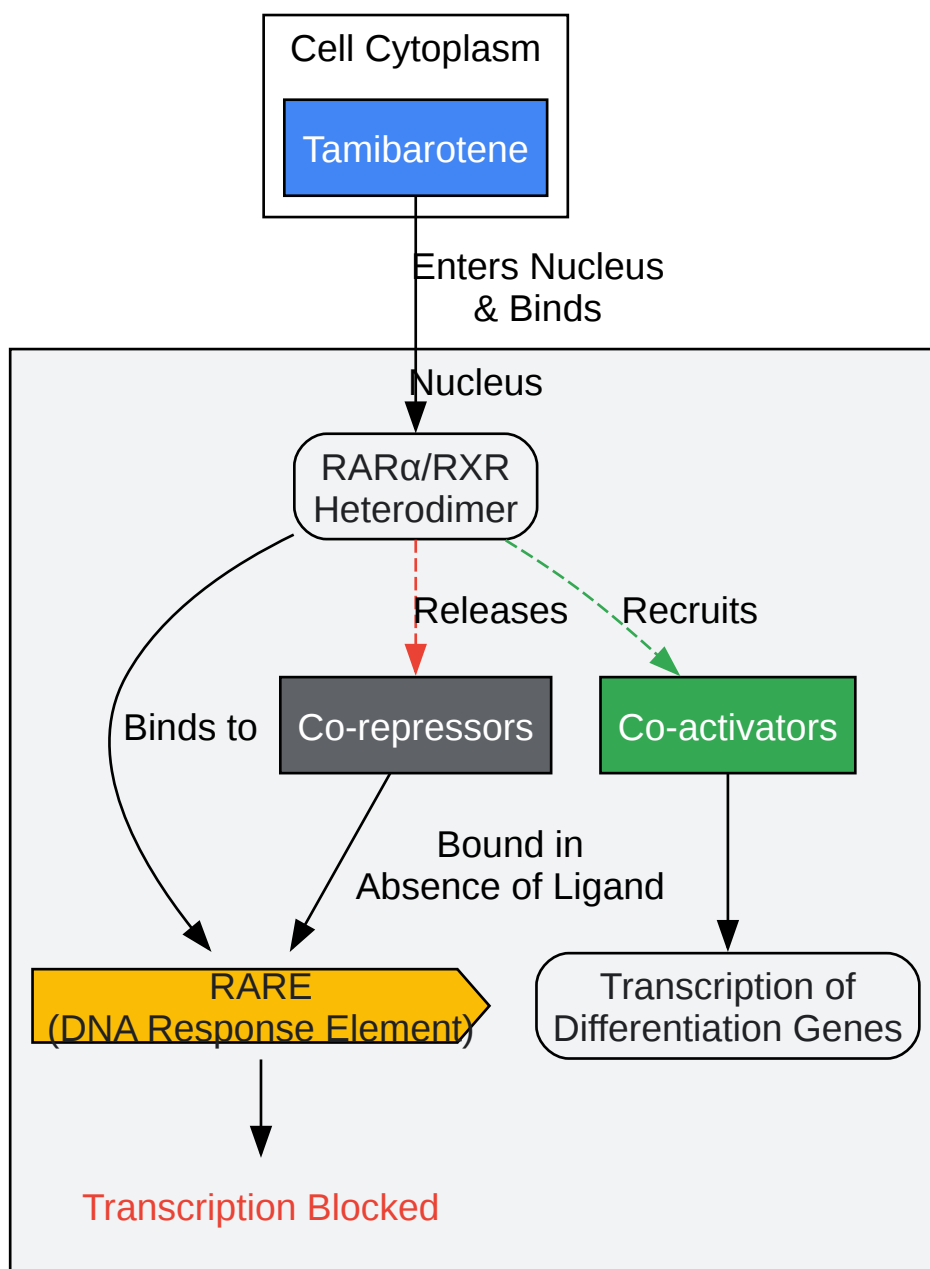 Cell Cytoplasm
Tamibarotene
Enters Nucleus
& Binds
Nucleus
RARα/RXR
Heterodimer
Releases
Recruits
Binds to
Co-repressors
Co-activators
Bound in
Absence of Ligand
RARE
(DNA Response Element)
Transcription of
Differentiation Genes
Transcription Blocked